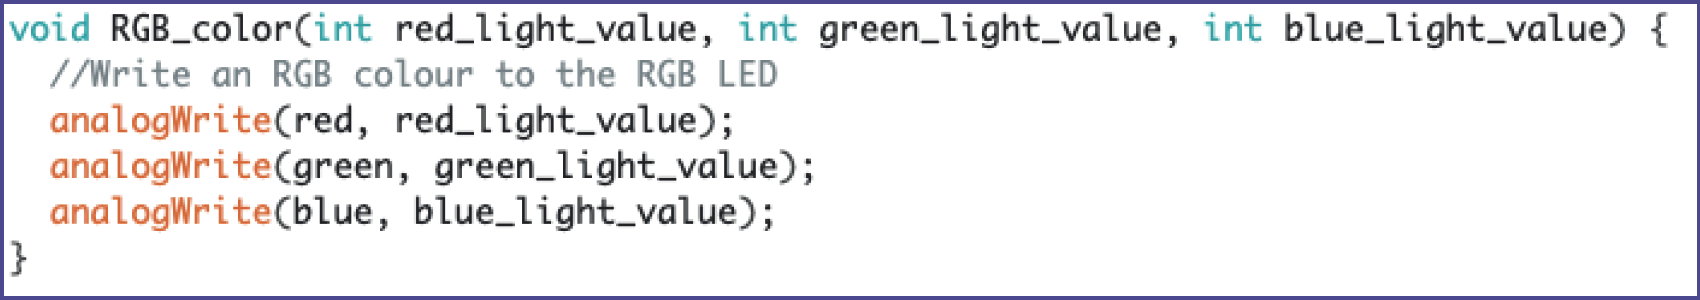 void RGB_color(int red_light_value, int green_light_value, int blue_light_value) {
  //Write an RGB colour to the RGB LED
  analogWrite(red, red_light_value);
  analogWrite(green, green_light_value);
  analogWrite(blue, blue_light_value);
}